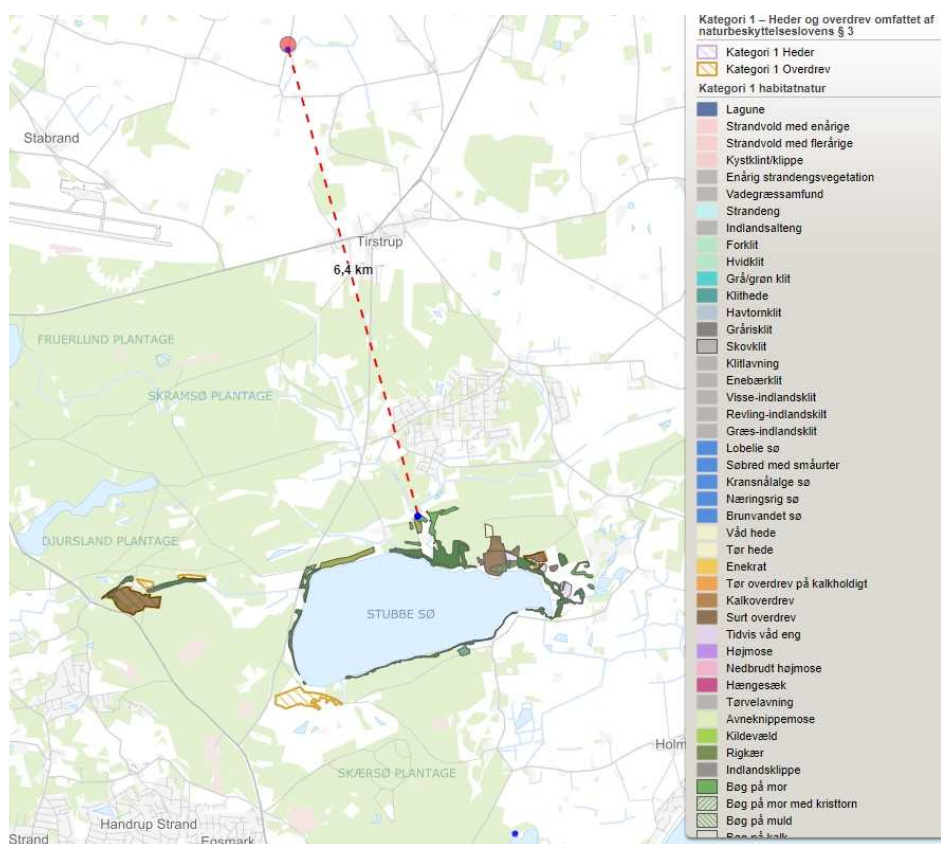 Kategori 1 – Heder og overdrev omfattet af
naturbeskyttelseslovens § 3
Kategori 1 Heder
Kategori 1 Overdrev
Kategori 1 habitatnatur
Lagune
Strandvold med enårige
Strandvold med flerårige
Kystklint/klippe
Enårig strandengsvegetation
Vadegræssamfund
Strandeng
Indlandsalteng
Forklit
Hvidklit
Grå/grøn klit
Klithede
Havtornklit
Grårisklit
Skovklit
Klitlavning
Enebærklit
Visse-indlandsklit
Revling-indlandskilt
Græs-indlandsklit
Lobelie sø
Søbred med småurter
Kransnålalge sø
Næringsrig sø
Brunvandet sø
Våd hede
Tør hede
Enekrat
Tør overdrev på kalkholdigt
Kalkoverdrev
Surt overdrev
Tidvis våd eng
Højmose
Nedbrudt højmose
Hængesæk
Tørvelavning
Avneknippemose
Kildevæld
Rigkær
Indlandsklippe
Bøg på mor
Bøg på mor med kristtorn
Bøg på muld
Bøg på kalk
Stabrand
Tirstrup
6,4 km
FRIJERLUND PLANTAGE
SKRAMSØ PLANTAGE
DJURSLAND PLANTAGE
STUBBE SØ
SKÆRSØ PLANTAGE
Holm
Handrup Strand
Strand
Egsmark